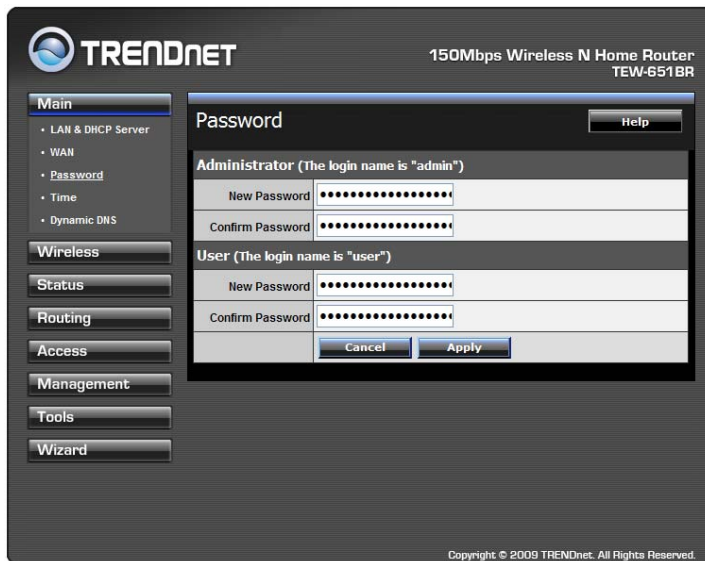 TRENDNET
150Mbps Wireless N Home Router
TEW-651BR
Main
• LAN & DHCP Server
• WAN
• Password
• Time
• Dynamic DNS
Wireless
Status
Routing
Access
Management
Tools
Wizard
Password
Help
Administrator (The login name is "admin")
New Password ••••••••••••••••••
Confirm Password ••••••••••••••••••
User (The login name is "user")
New Password ••••••••••••••••••
Confirm Password ••••••••••••••••••
Cancel
Apply
Copyright © 2009 TRENDnet. All Rights Reserved.